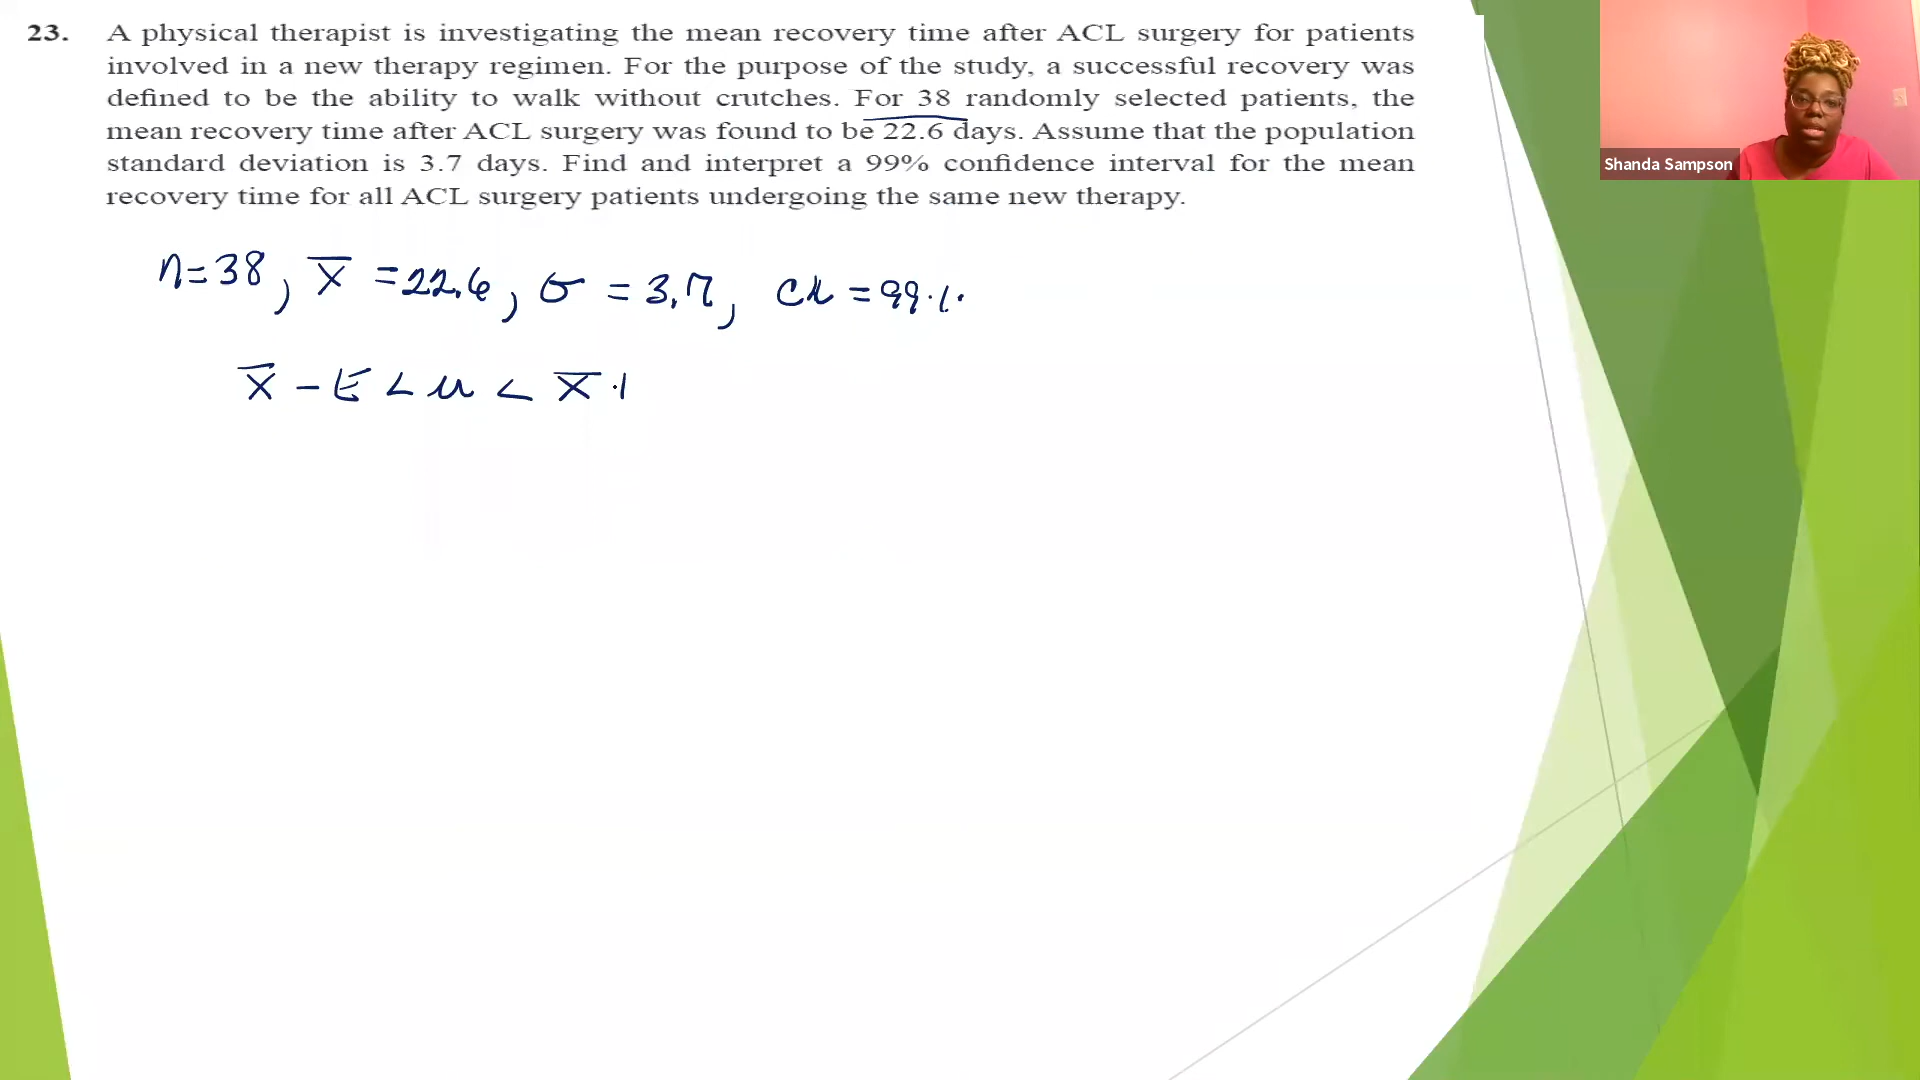 23. A physical therapist is investigating the mean recovery time after ACL surgery for patients
involved in a new therapy regimen. For the purpose of the study, a successful recovery was
defined to be the ability to walk without crutches. For 38 randomly selected patients, the
mean recovery time after ACL surgery was found to be 22.6 days. Assume that the population
standard deviation is 3.7 days. Find and interpret a 99% confidence interval for the mean
recovery time for all ACL surgery patients undergoing the same new therapy.
Shanda Sampson
n=38, x̄ =22.6, σ = 3.7, CL = 99%
x̄ - E < μ < x̄ +